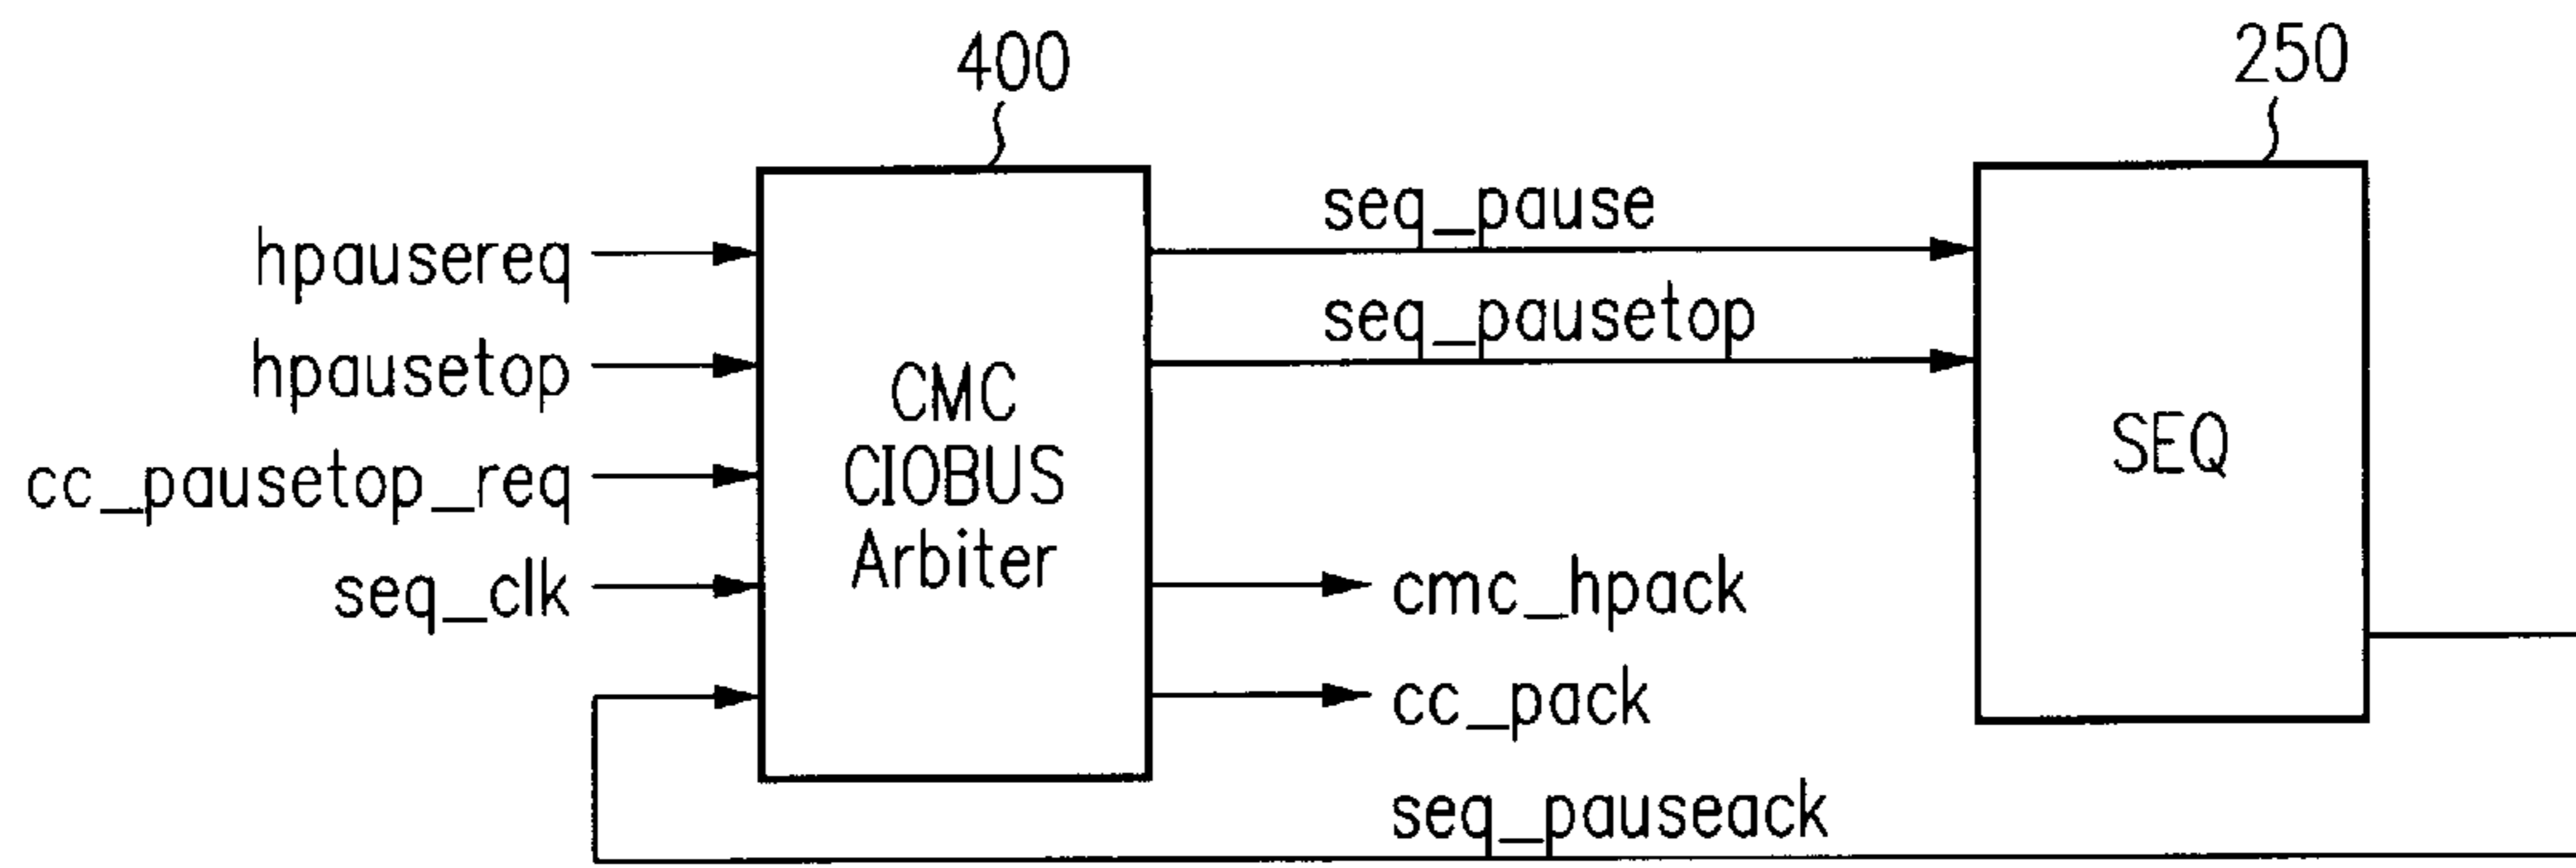 400
250
hpausereq
hpausetop
cc_pausetop_req
seq_clk
CMC
CIOBUS
Arbiter
seq_pause
seq_pausetop
cmc_hpack
cc_pack
SEQ
seq_pauseack